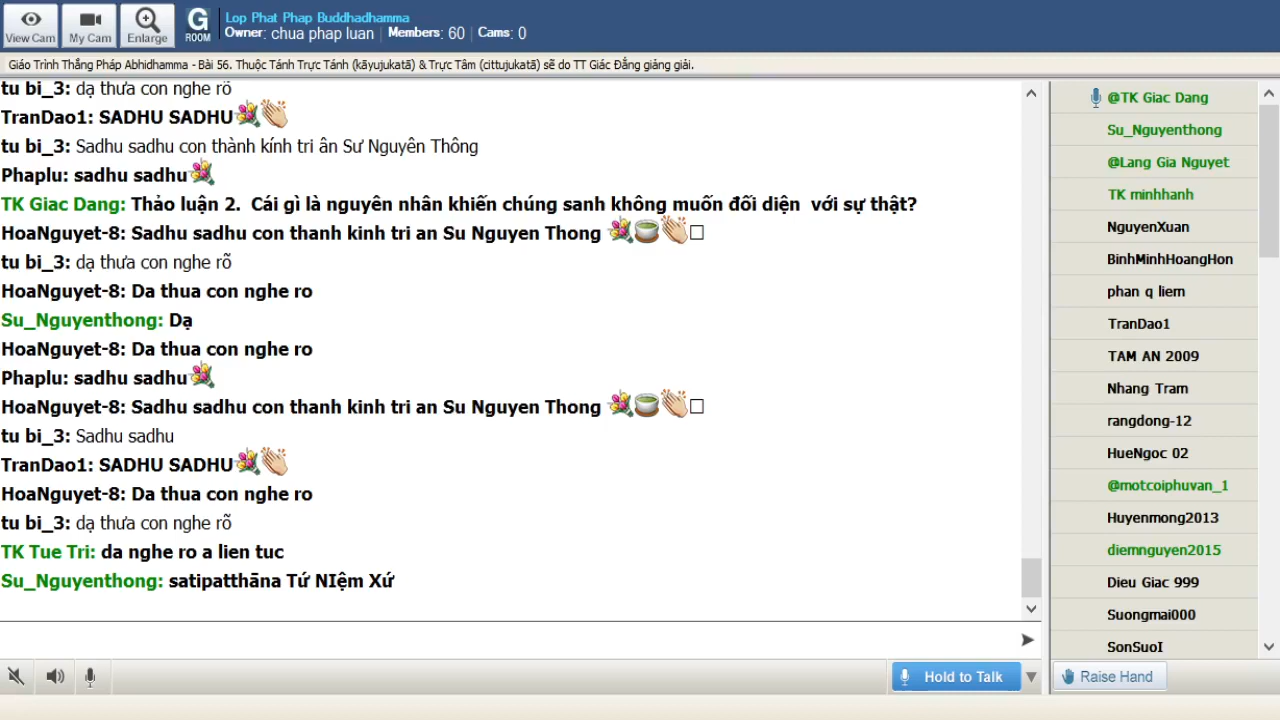 View Cam
My Cam
Enlarge
G
ROOM
Lop Phat Phap Buddhadhamma
Owner: chua phap luan Members: 60 Cams: 0
Giáo Trình Thắng Pháp Abhidhamma - Bài 56. Thuộc Tánh Trực Tánh (kāyujukatā) & Trực Tâm (cittujukatā) sẽ do TT Giác Đẳng giảng giải.
tu bi_3: dạ thưa con nghe rõ
TranDao1: SADHU SADHU
tu bi_3: Sadhu sadhu con thành kính tri ân Sư Nguyên Thông
Phaplu: sadhu sadhu
TK Giac Dang: Thảo luận 2. Cái gì là nguyên nhân khiến chúng sanh không muốn đối diện với sự thật?
HoaNguyet-8: Sadhu sadhu con thanh kinh tri an Su Nguyen Thong
tu bi_3: dạ thưa con nghe rõ
HoaNguyet-8: Da thua con nghe ro
Su_Nguyenthong: Dạ
HoaNguyet-8: Da thua con nghe ro
Phaplu: sadhu sadhu
HoaNguyet-8: Sadhu sadhu con thanh kinh tri an Su Nguyen Thong
tu bi_3: Sadhu sadhu
TranDao1: SADHU SADHU
HoaNguyet-8: Da thua con nghe ro
tu bi_3: dạ thưa con nghe rõ
TK Tue Tri: da nghe ro a lien tuc
Su_Nguyenthong: satipatthāna Tứ NIệm Xứ
@TK Giac Dang
Su_Nguyenthong
@Lang Gia Nguyet
TK minhhanh
NguyenXuan
BinhMinhHoangHon
phan q liem
TranDao1
TAM AN 2009
Nhang Tram
rangdong-12
HueNgoc 02
@motcoiphuvan_1
Huyenmong2013
diemnguyen2015
Dieu Giac 999
Suongmai000
SonSuoI
Hold to Talk
Raise Hand